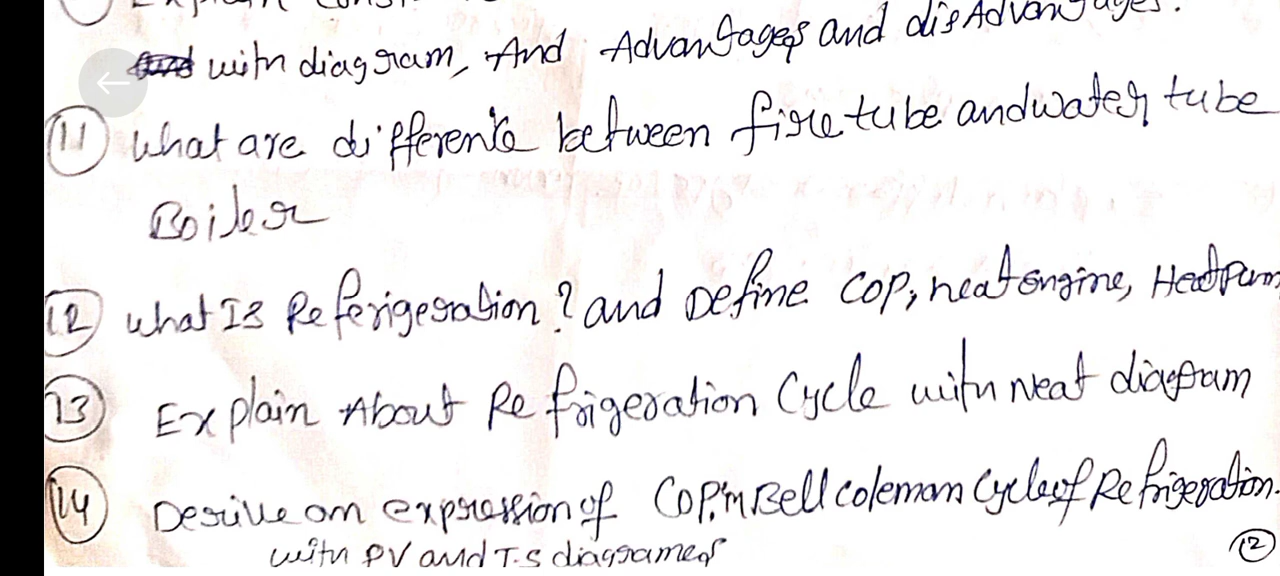 with diagram, And Advantages and disAdvantages.
11 what are difference between fire tube and water tube
Boiler
12 what Is Referigeration? and Define COP, heat engine, Heat Pum
13 Explain About Refrigeration Cycle with neat diagram
14 Derive an expression of COP in Bell coleman Cycle of Refrigeration.
with PV and T-S diagrames
12